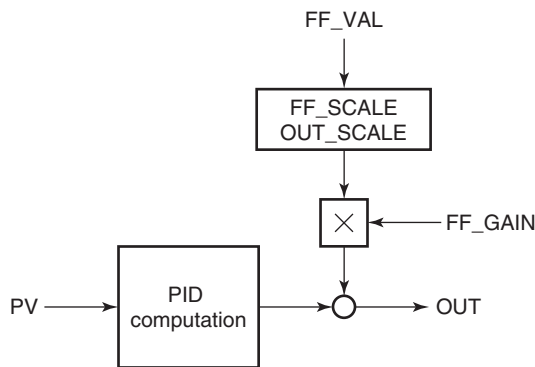 FF_VAL
FF_SCALE
OUT_SCALE
×
FF_GAIN
PV
PID
computation
OUT